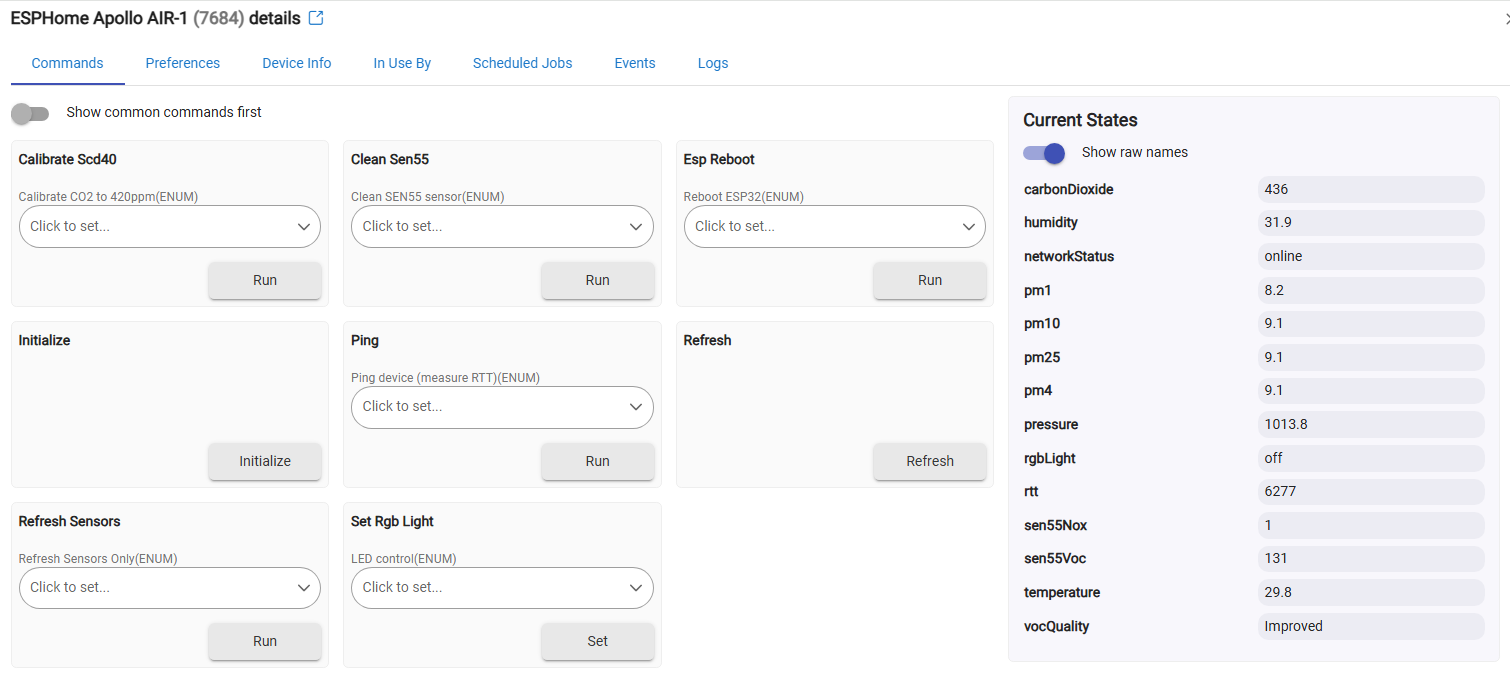 ESPHome Apollo AIR-1 (7684) details
Commands Preferences Device Info In Use By Scheduled Jobs Events Logs
Show common commands first
Calibrate Scd40
Calibrate CO2 to 420ppm(ENUM)
Click to set...
Run
Clean Sen55
Clean SEN55 sensor(ENUM)
Click to set...
Run
Esp Reboot
Reboot ESP32(ENUM)
Click to set...
Run
Initialize
Initialize
Ping
Ping device (measure RTT)(ENUM)
Click to set...
Run
Refresh
Refresh
Refresh Sensors
Refresh Sensors Only(ENUM)
Click to set...
Run
Set Rgb Light
LED control(ENUM)
Click to set...
Set
Current States
Show raw names
carbonDioxide 436
humidity 31.9
networkStatus online
pm1 8.2
pm10 9.1
pm25 9.1
pm4 9.1
pressure 1013.8
rgbLight off
rtt 6277
sen55Nox 1
sen55Voc 131
temperature 29.8
vocQuality Improved